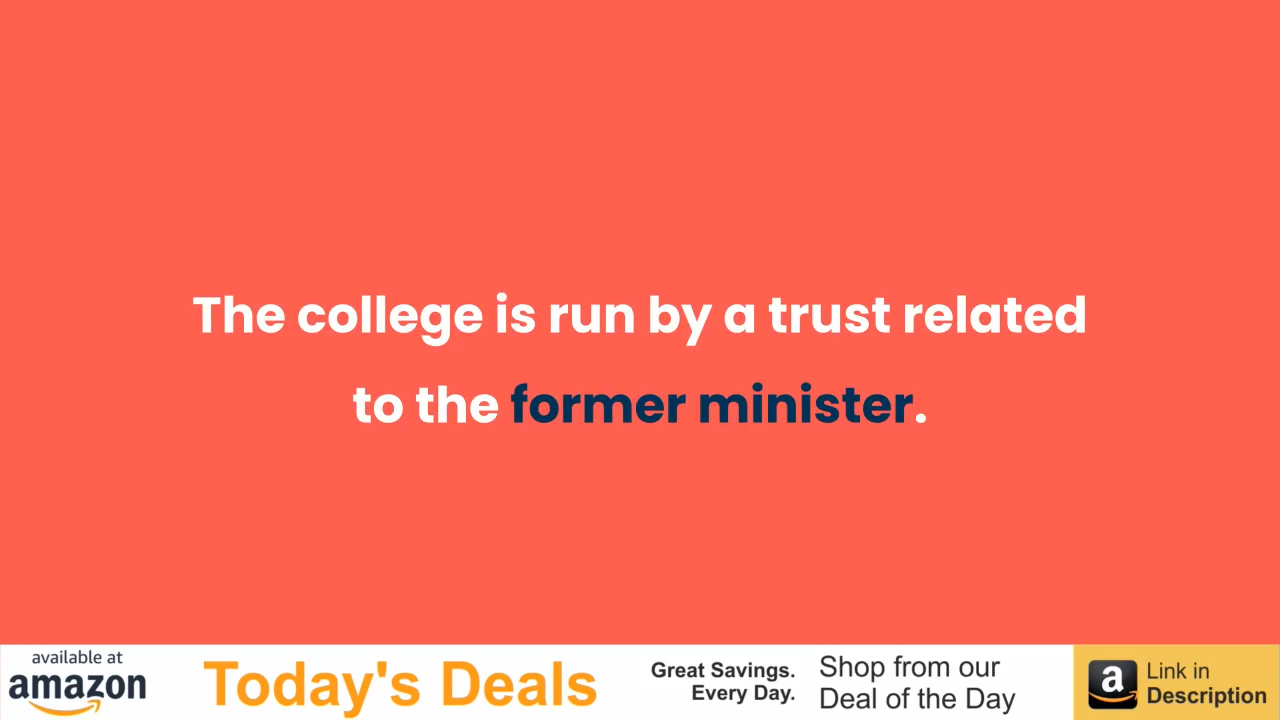 The college is run by a trust related
to the former minister.
available at
amazon
Today's Deals
Great Savings.
Every Day.
Shop from our
Deal of the Day
a
Link in
Description